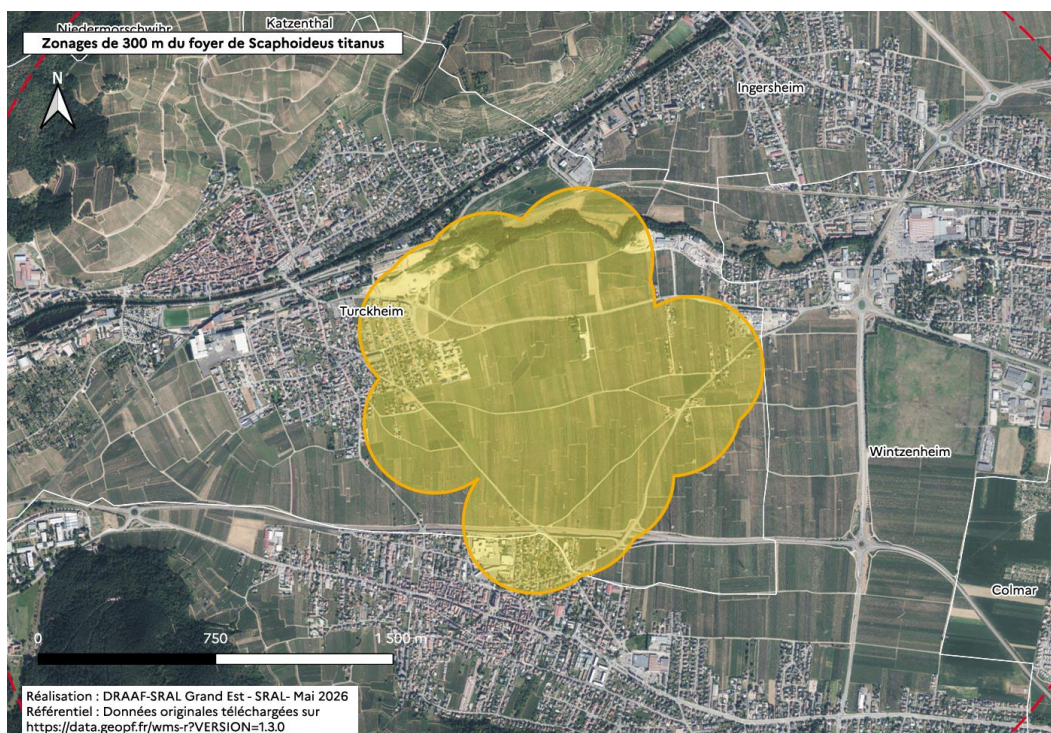 Niedermorschwihr
Katzenthal
Zonages de 300 m du foyer de Scaphoideus titanus
N
Ingersheim
Turckheim
Wintzenheim
Colmar
0 750 1 500 m
Réalisation : DRAAF-SRAL Grand Est - SRAL- Mai 2026
Référentiel : Données originales téléchargées sur
https://data.geopf.fr/wms-r?VERSION=1.3.0